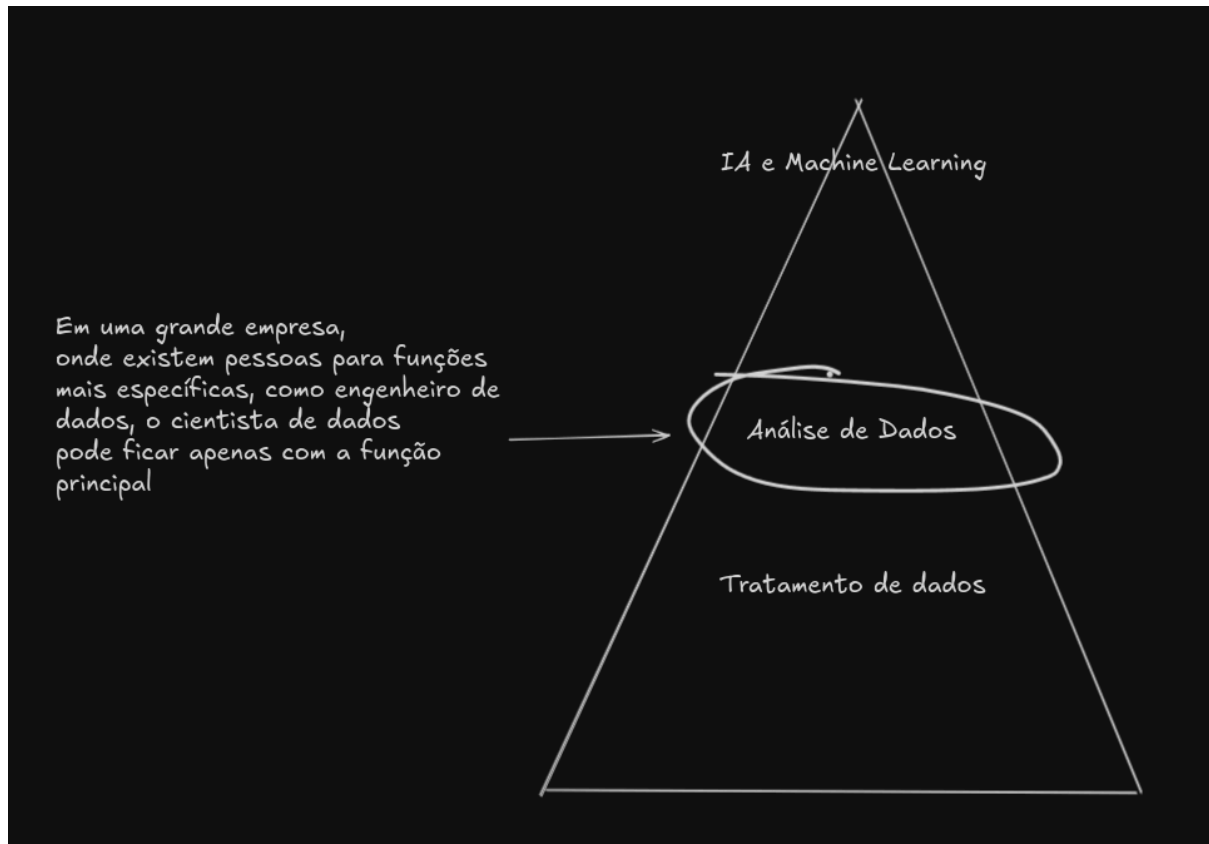 IA e Machine Learning
Em uma grande empresa,
onde existem pessoas para funções
mais específicas, como engenheiro de
dados, o cientista de dados
pode ficar apenas com a função
principal
Análise de Dados
Tratamento de dados